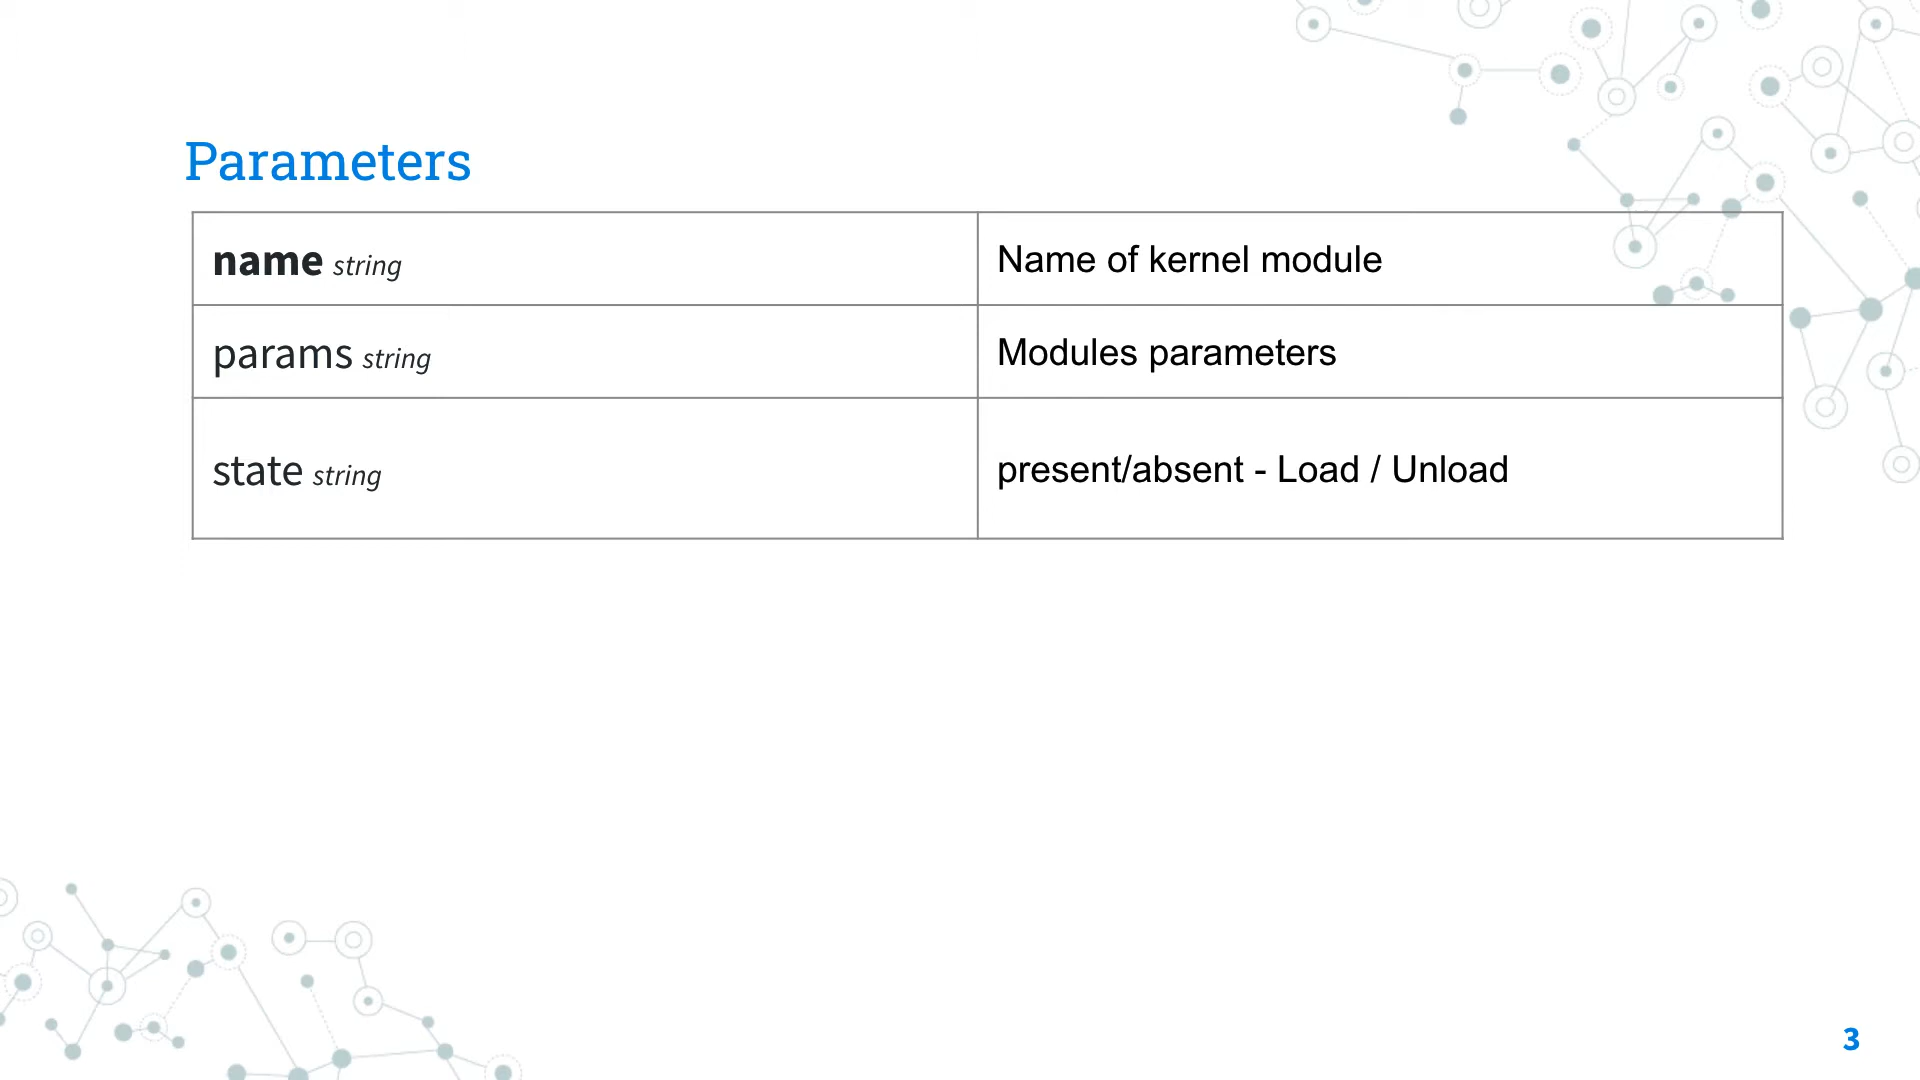 Parameters
name string
Name of kernel module
params string
Modules parameters
state string
present/absent - Load / Unload
3